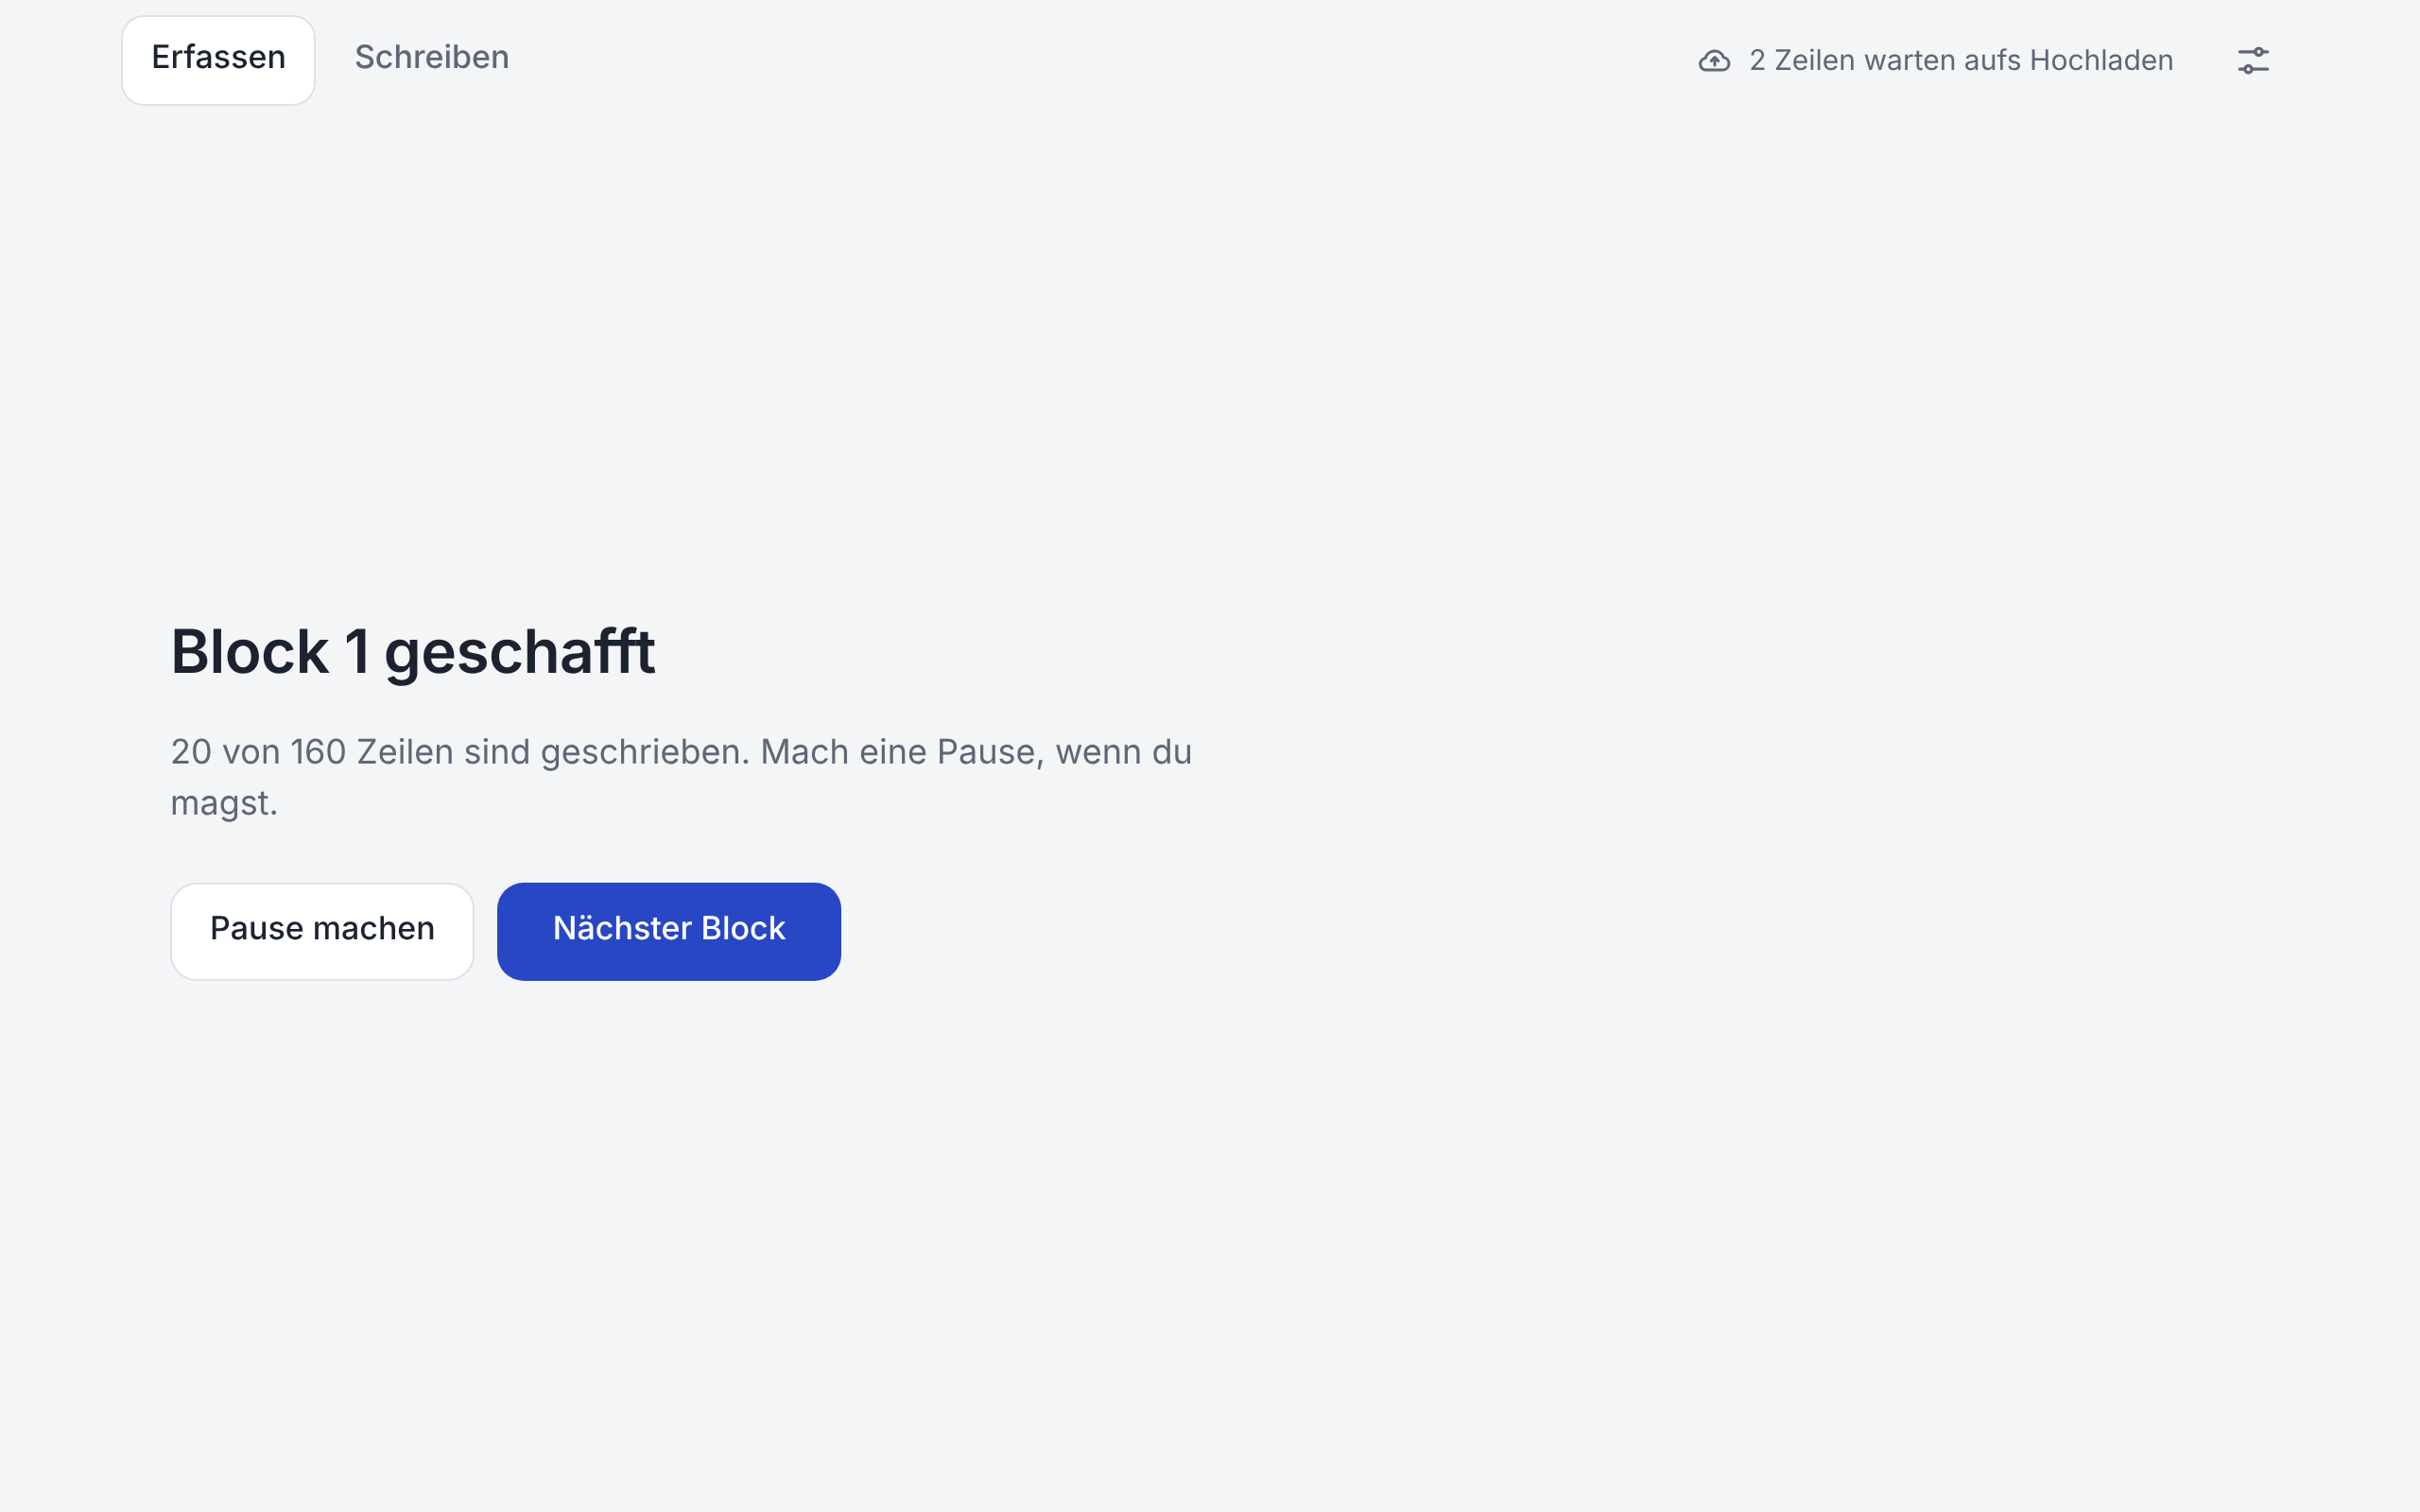 Erfassen
Schreiben
2 Zeilen warten aufs Hochladen
Block 1 geschafft
20 von 160 Zeilen sind geschrieben. Mach eine Pause, wenn du
magst.
Pause machen
Nächster Block